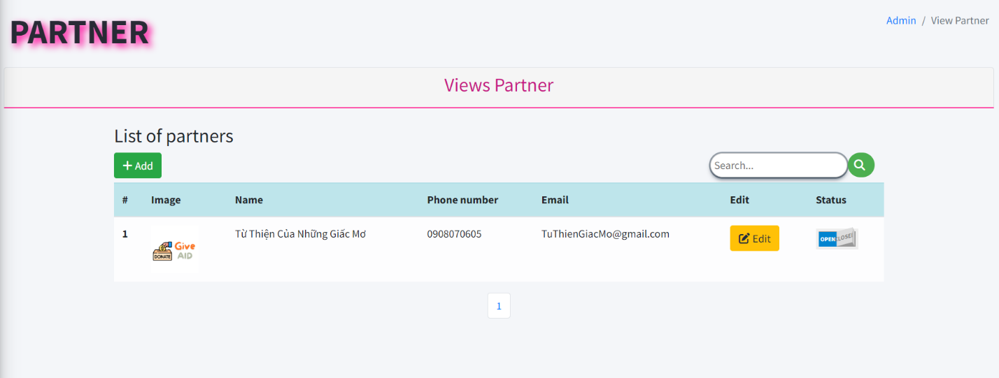 PARTNER
Admin / View Partner
Views Partner
List of partners
+ Add
Search...
# Image Name Phone number Email Edit Status
1 Give AID DONATE Từ Thiện Của Những Giấc Mơ 0908070605 TuThienGiacMo@gmail.com Edit OPEN CLOSE!
1